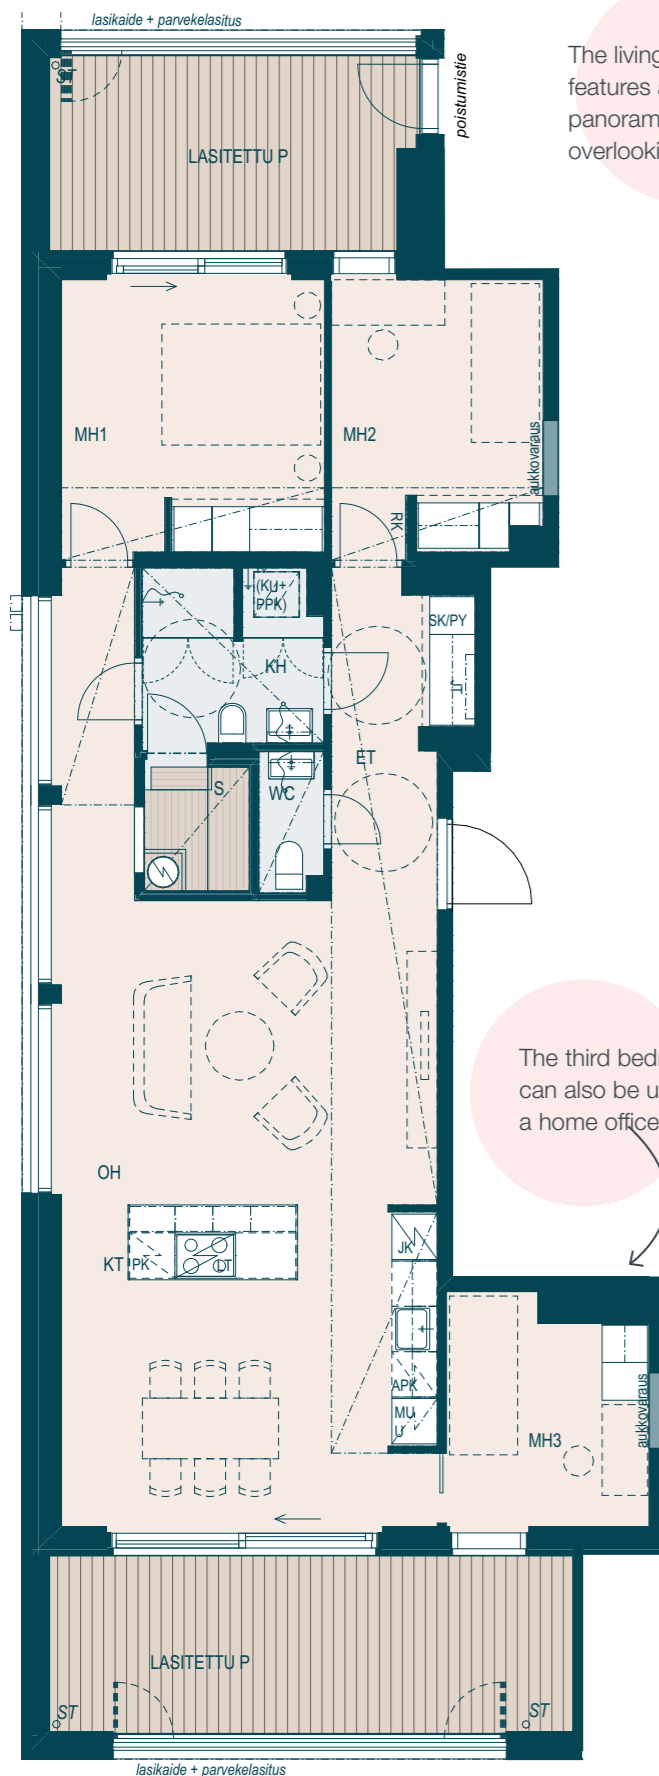 lasikaide + parvekelasitus
ST
LASITETTU P
poistumistie
The living
features a
panoram
overlooki
MH1
MH2
aukkovaraus
RK
(KU+
PPK)
KH
SK/PY
JT
ET
S
WC
The third bedr
can also be u
a home office
OH
KT
PK
LT
JK
APK
MU
U
MH3
aukkovaraus
LASITETTU P
ST
ST
lasikaide + parvekelasitus